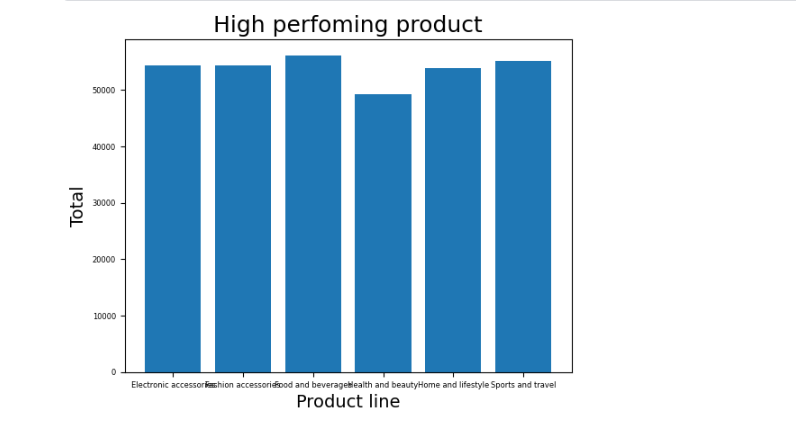 High perfoming product
50000
40000
30000
20000
10000
0
Total
Electronic accessories Fashion accessories Food and beverages Health and beauty Home and lifestyle Sports and travel
Product line